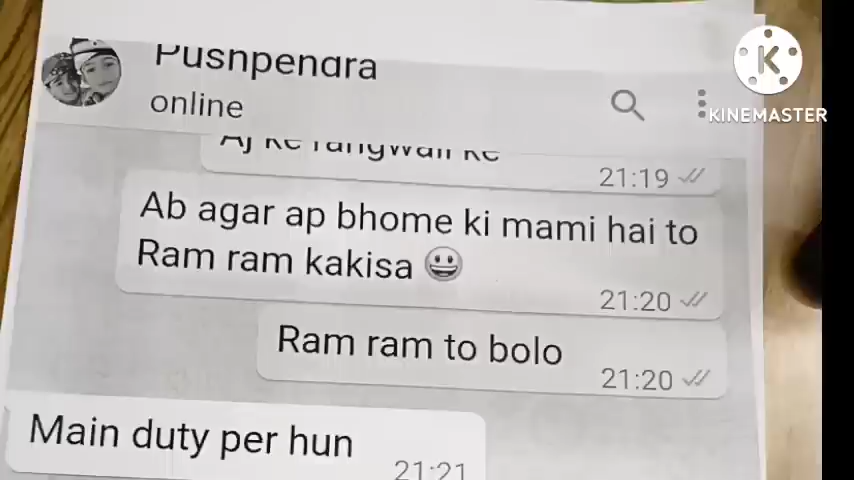 Pushpendra
online
KINEMASTER
21:19
Ab agar ap bhome ki mami hai to
Ram ram kakisa 😀
21:20
Ram ram to bolo
21:20
Main duty per hun
21:21